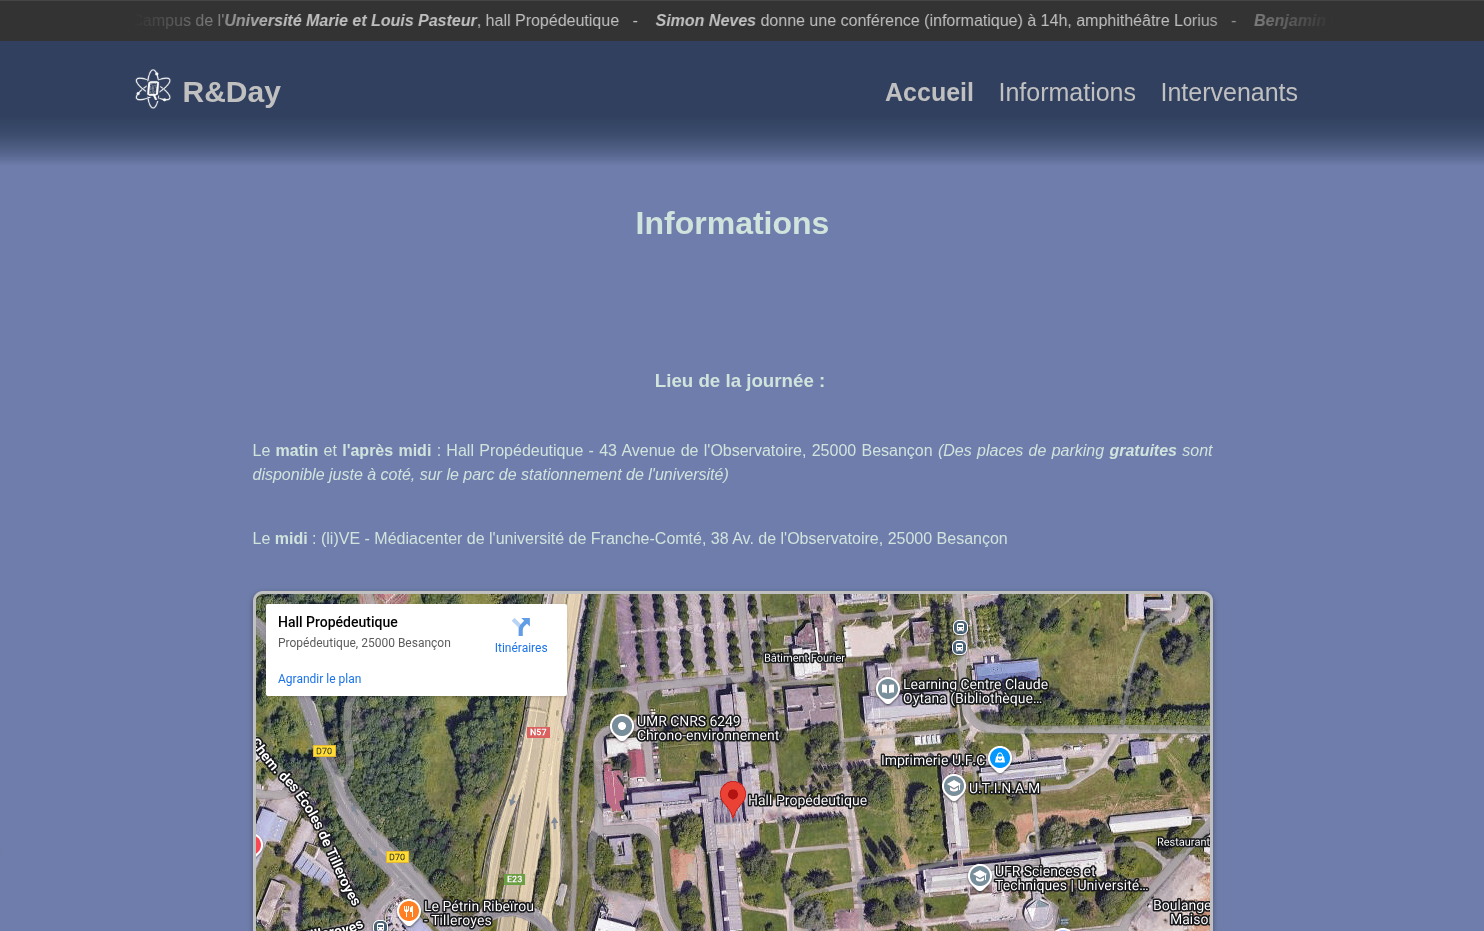 Campus de l'Université Marie et Louis Pasteur, hall Propédeutique - Simon Neves donne une conférence (informatique) à 14h, amphithéâtre Lorius - Benjamin
R&Day
Accueil Informations Intervenants
Informations
Lieu de la journée :
Le matin et l'après midi : Hall Propédeutique - 43 Avenue de l'Observatoire, 25000 Besançon (Des places de parking gratuites sont
disponible juste à coté, sur le parc de stationnement de l'université)
Le midi : (li)VE - Médiacenter de l'université de Franche-Comté, 38 Av. de l'Observatoire, 25000 Besançon
Hall Propédeutique
Propédeutique, 25000 Besançon
Itinéraires
Agrandir le plan
Bâtiment Fourier
Learning Centre Claude
Oytana (Bibliothèque...
UMR CNRS 6249
Chrono-environnement
N57
D70
Imprimerie U.F.C
U.T.I.N.A.M
Hall Propédeutique
Chem. des Écoles de Tilleroyes
Restaurant
D70
E23
UFR Sciences et
Techniques | Université...
Le Pétrin Ribeïrou
- Tilleroyes
Boulange
Maiso
illeroyes